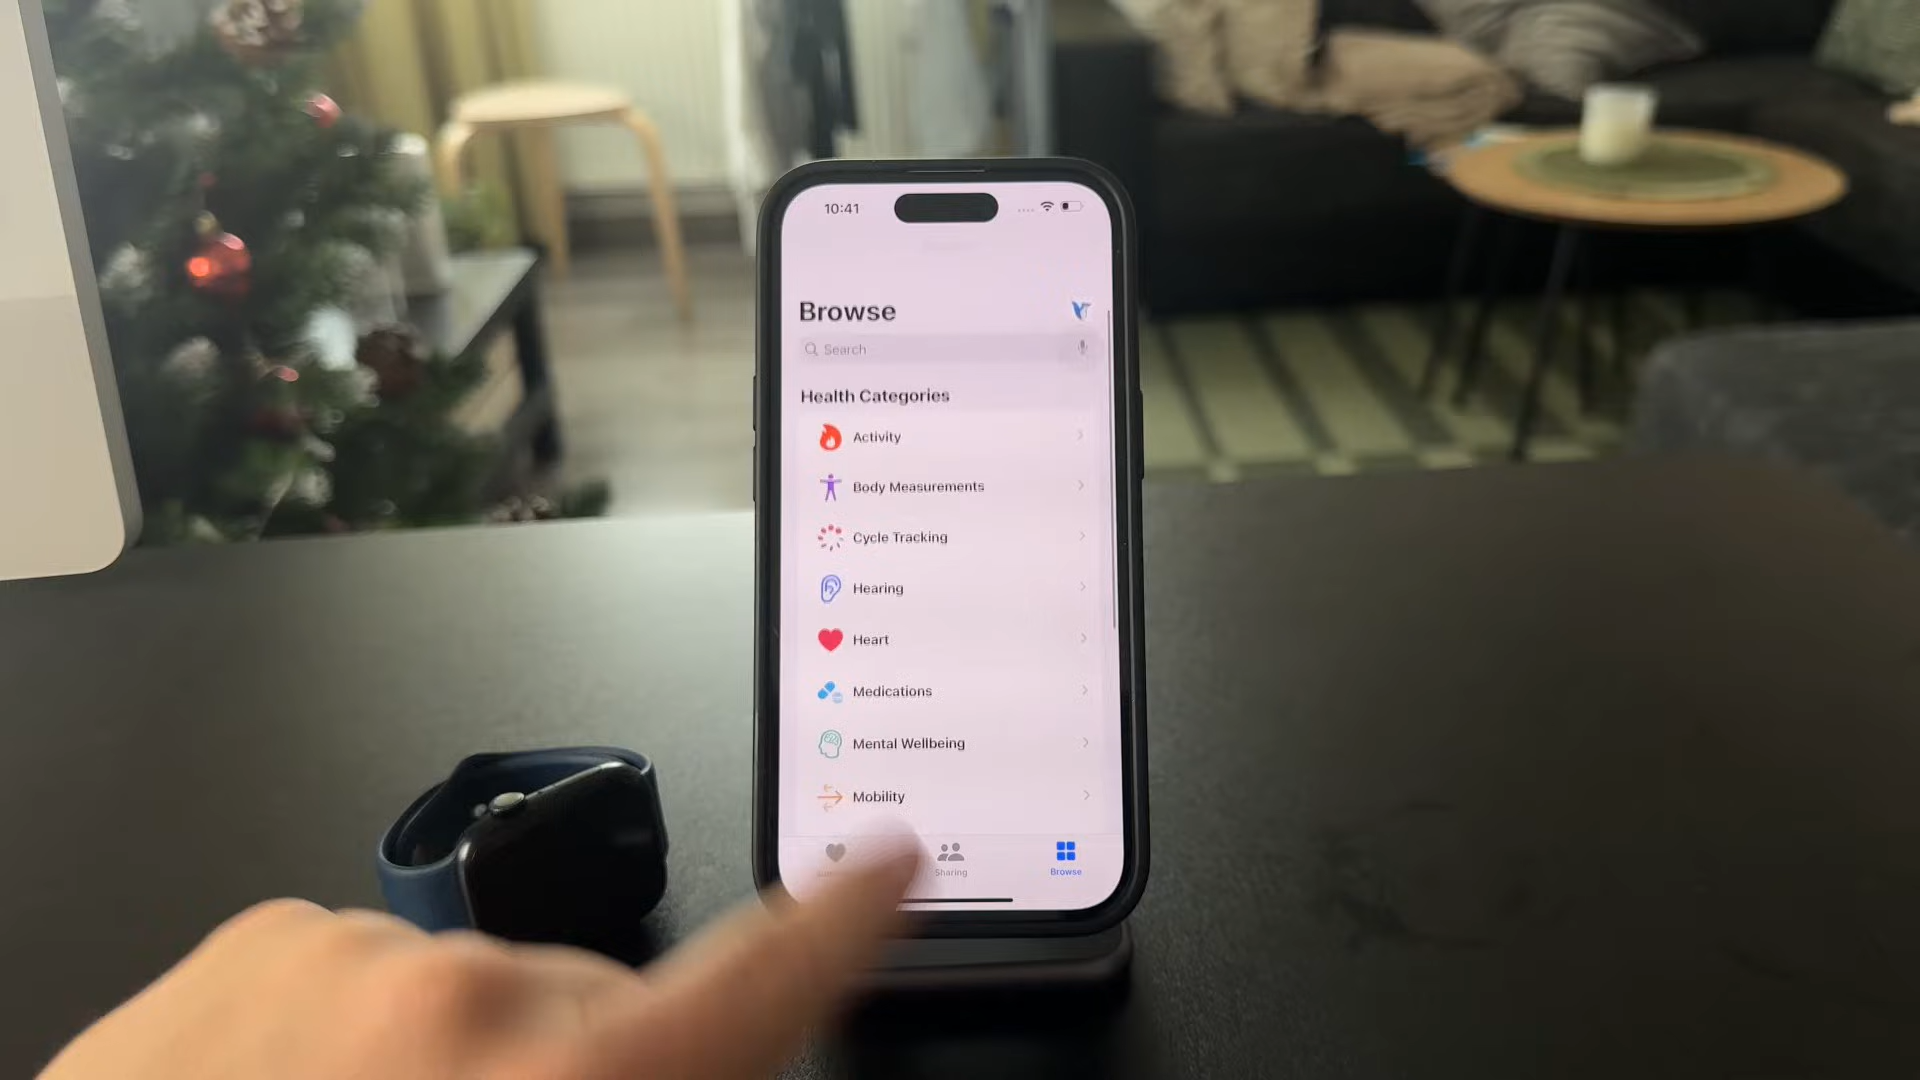 10:41
Browse
Search
Health Categories
Activity
Body Measurements
Cycle Tracking
Hearing
Heart
Medications
Mental Wellbeing
Mobility
Sharing
Browse